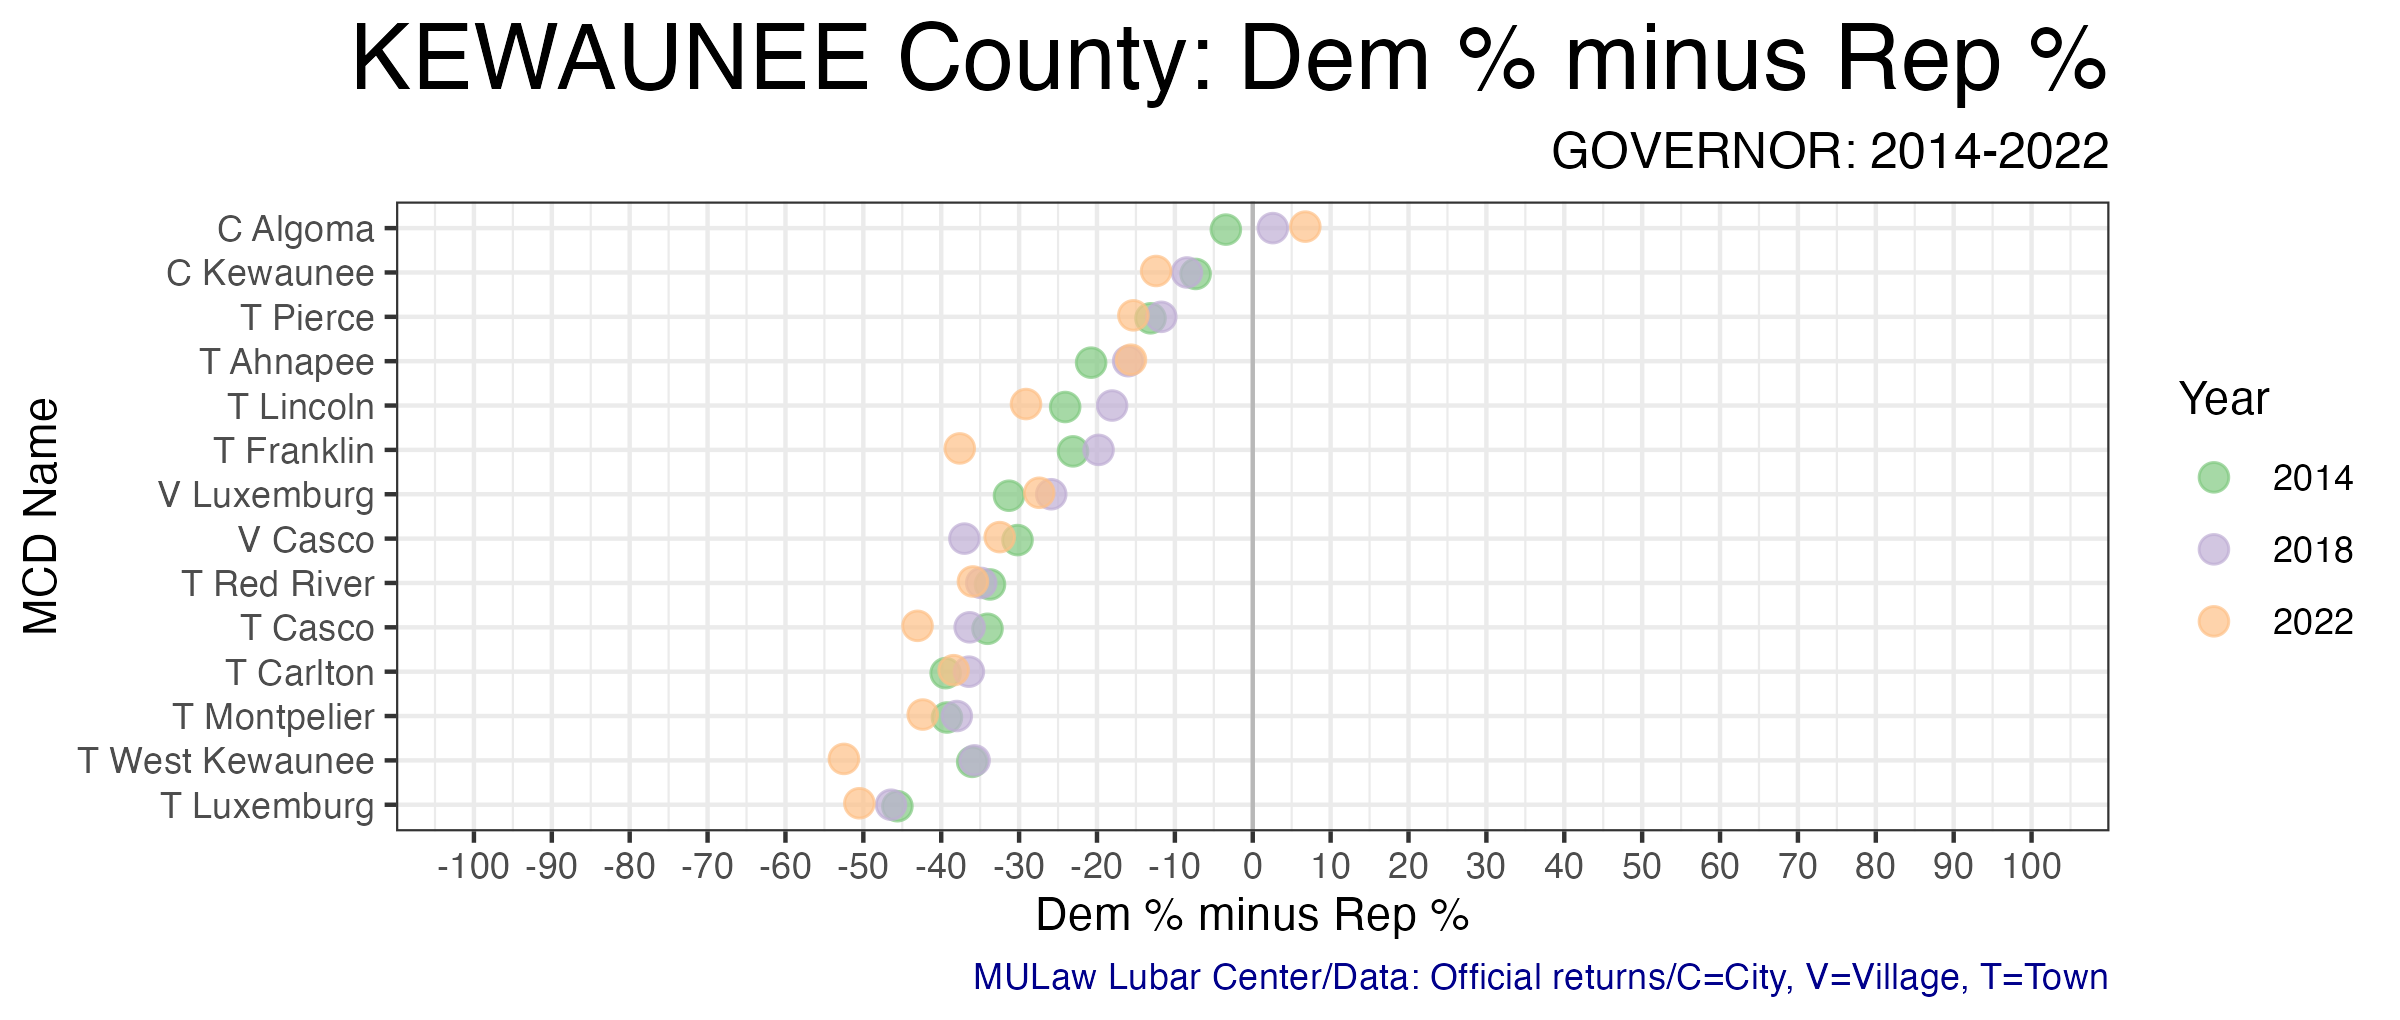 KEWAUNEE County: Dem % minus Rep %
GOVERNOR: 2014-2022
MCD Name
C Algoma
C Kewaunee
T Pierce
T Ahnapee
T Lincoln
T Franklin
V Luxemburg
V Casco
T Red River
T Casco
T Carlton
T Montpelier
T West Kewaunee
T Luxemburg
-100 -90 -80 -70 -60 -50 -40 -30 -20 -10 0 10 20 30 40 50 60 70 80 90 100
Dem % minus Rep %
Year
2014
2018
2022
MULaw Lubar Center/Data: Official returns/C=City, V=Village, T=Town